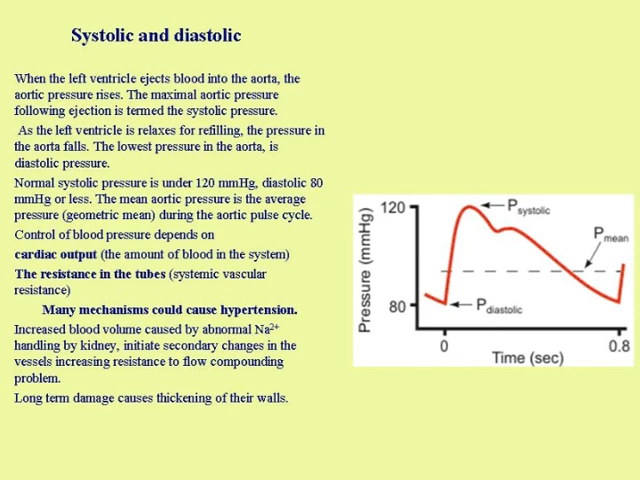 Systolic and diastolic
When the left ventricle ejects blood into the aorta, the
aortic pressure rises. The maximal aortic pressure
following ejection is termed the systolic pressure.
As the left ventricle is relaxes for refilling, the pressure in
the aorta falls. The lowest pressure in the aorta, is
diastolic pressure.
Normal systolic pressure is under 120 mmHg, diastolic 80
mmHg or less. The mean aortic pressure is the average
pressure (geometric mean) during the aortic pulse cycle.
Control of blood pressure depends on
cardiac output (the amount of blood in the system)
The resistance in the tubes (systemic vascular
resistance)
Many mechanisms could cause hypertension.
Increased blood volume caused by abnormal Na²⁺
handling by kidney, initiate secondary changes in the
vessels increasing resistance to flow compounding
problem.
Long term damage causes thickening of their walls.
Pressure (mmHg)
120
80
Psystolic
Pmean
Pdiastolic
0
0.8
Time (sec)